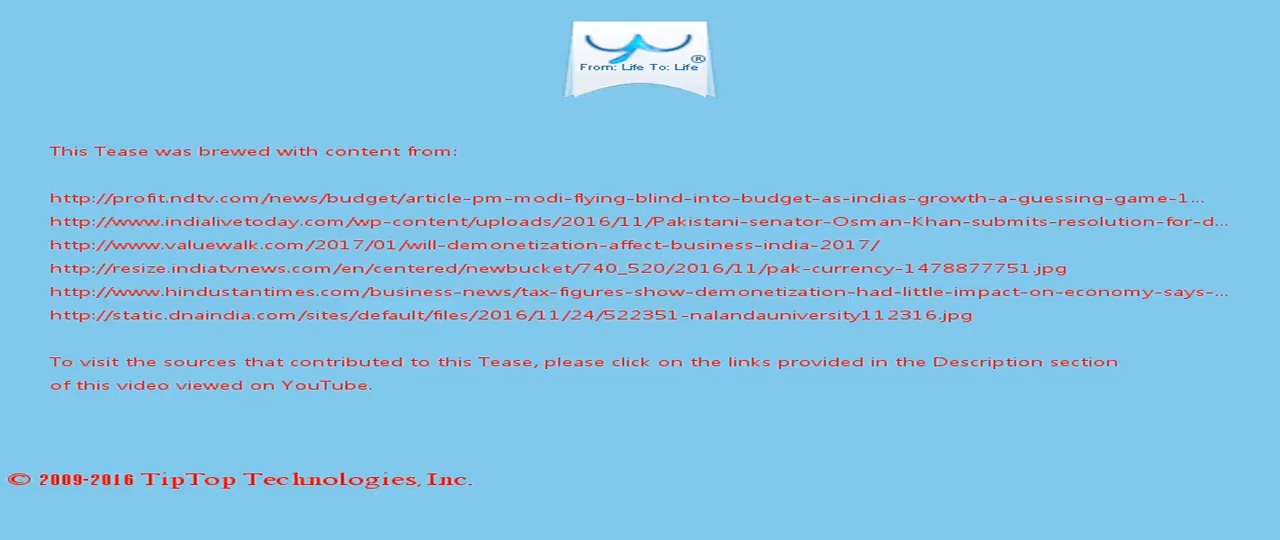 From: Life To: Life ®
This Tease was brewed with content from:
http://profit.ndtv.com/news/budget/article-pm-modi-flying-blind-into-budget-as-indias-growth-a-guessing-game-1...
http://www.indialivetoday.com/wp-content/uploads/2016/11/Pakistani-senator-Osman-Khan-submits-resolution-for-d...
http://www.valuewalk.com/2017/01/will-demonetization-affect-business-india-2017/
http://resize.indiatvnews.com/en/centered/newbucket/740_520/2016/11/pak-currency-1478877751.jpg
http://www.hindustantimes.com/business-news/tax-figures-show-demonetization-had-little-impact-on-economy-says-...
http://static.dnaindia.com/sites/default/files/2016/11/24/522351-nalandauniversity112316.jpg
To visit the sources that contributed to this Tease, please click on the links provided in the Description section
of this video viewed on YouTube.
© 2009-2016 TipTop Technologies, Inc.